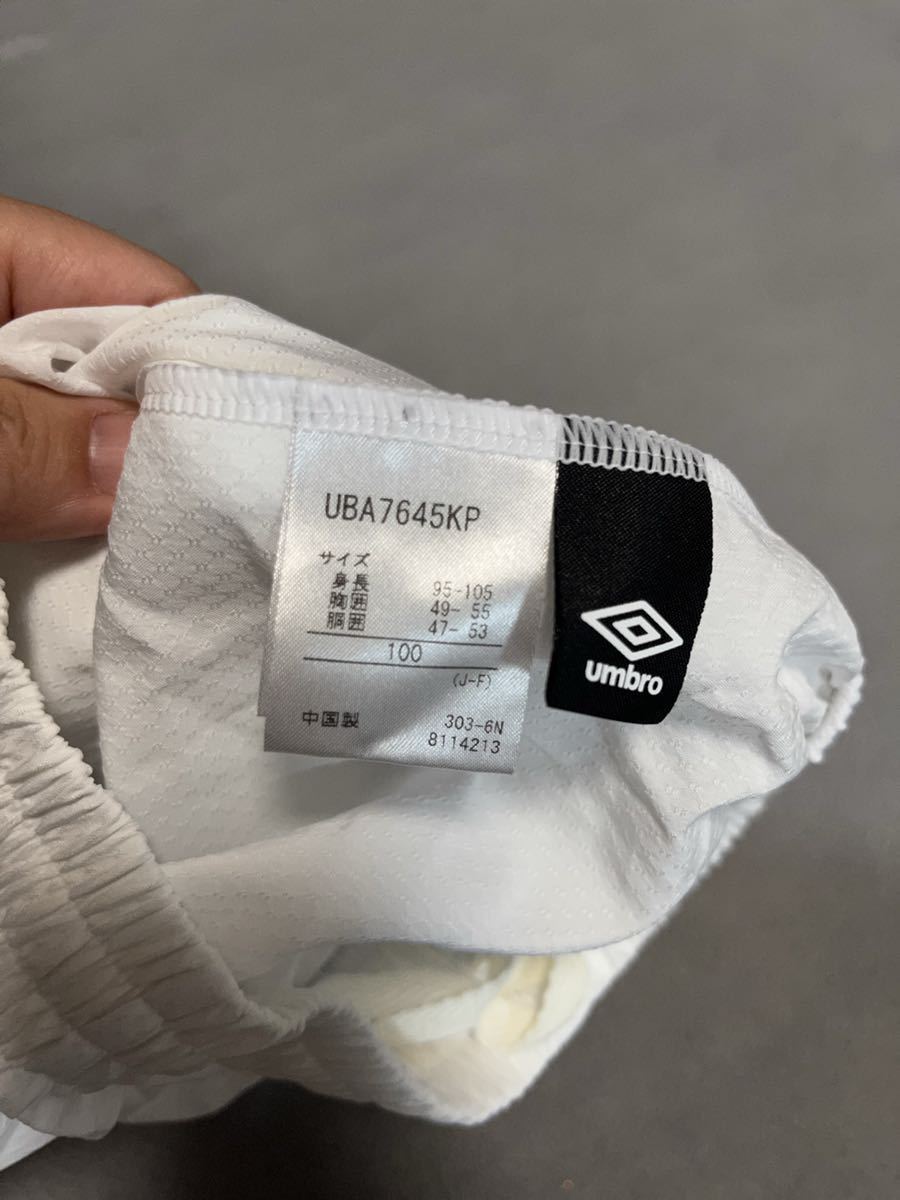 UBA7645KP
サイズ
身長 95-105
胸囲 49- 55
胴囲 47- 53
100
(J-F)
中国製 303-6N
8114213
umbro